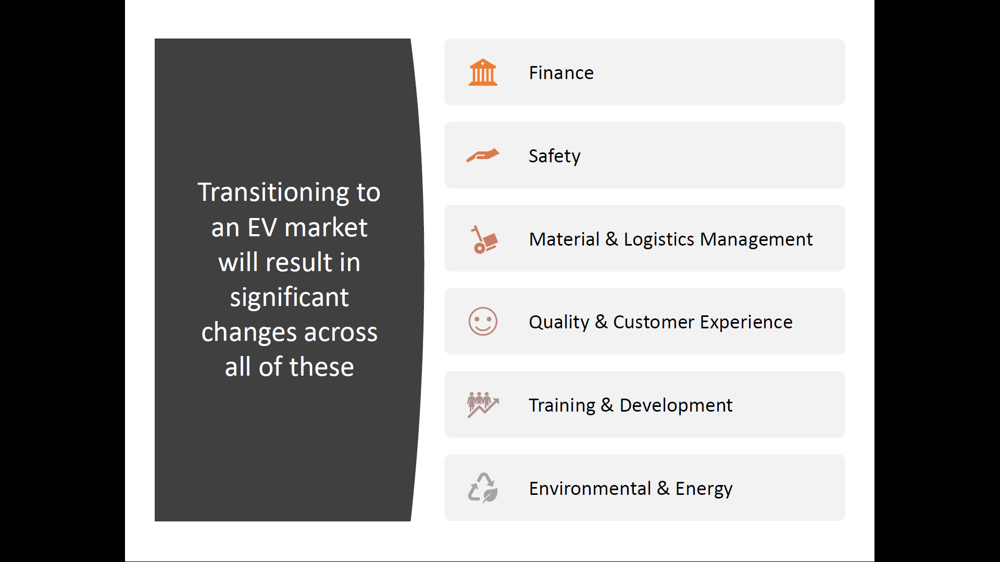 Transitioning to
an EV market
will result in
significant
changes across
all of these
Finance
Safety
Material & Logistics Management
Quality & Customer Experience
Training & Development
Environmental & Energy